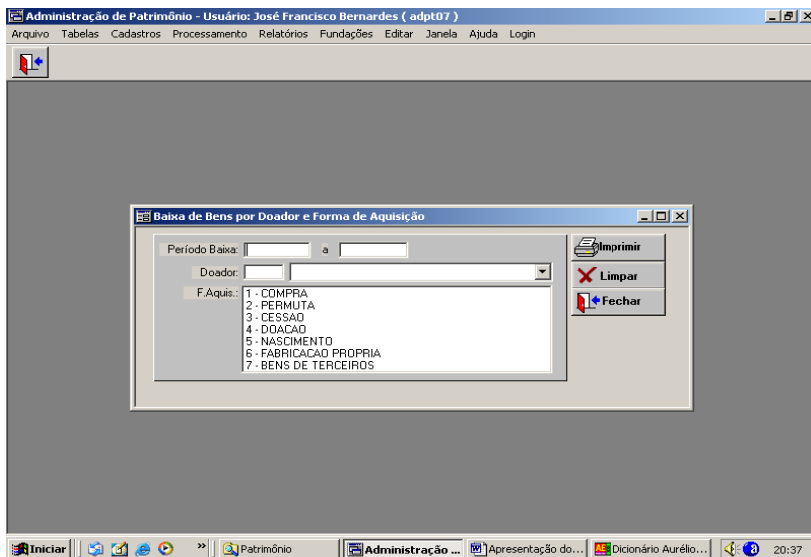 Administração de Patrimônio - Usuário: José Francisco Bernardes ( adpt07 )
Arquivo Tabelas Cadastros Processamento Relatórios Fundações Editar Janela Ajuda Login
Baixa de Bens por Doador e Forma de Aquisição
Período Baixa: a
Imprimir
Doador:
Limpar
F.Aquis.: 1 - COMPRA
2 - PERMUTA
3 - CESSAO
4 - DOACAO
5 - NASCIMENTO
6 - FABRICACAO PROPRIA
7 - BENS DE TERCEIROS
Fechar
Iniciar » Patrimônio Administração ... Apresentação do... Dicionário Aurélio... 20:37